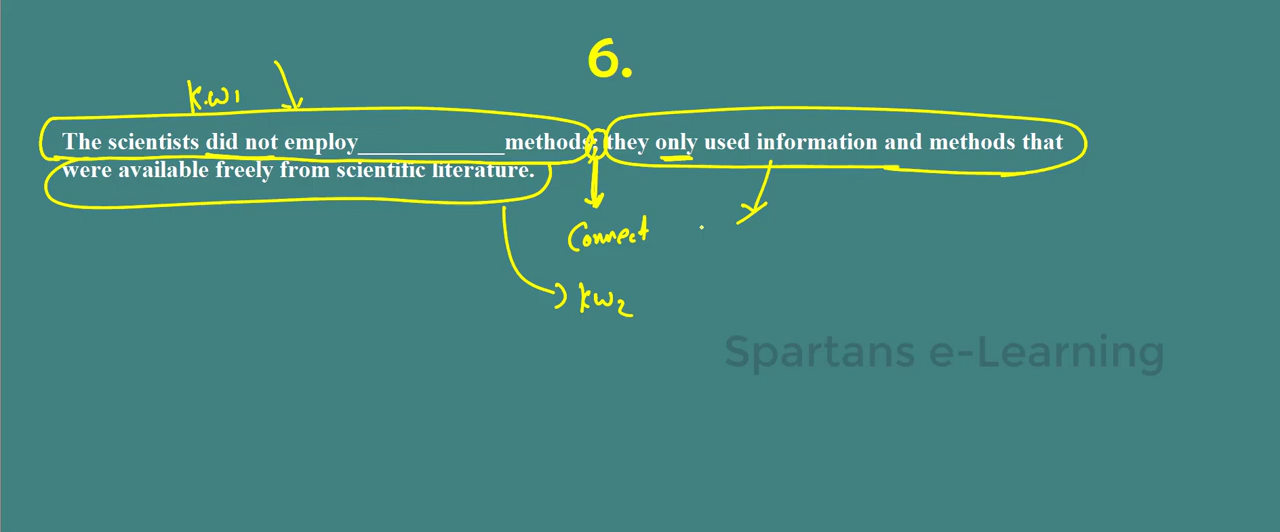 6.
K.W1
The scientists did not employ______________methods; they only used information and methods that
were available freely from scientific literature.
Connect
KW2
Spartans e-Learning